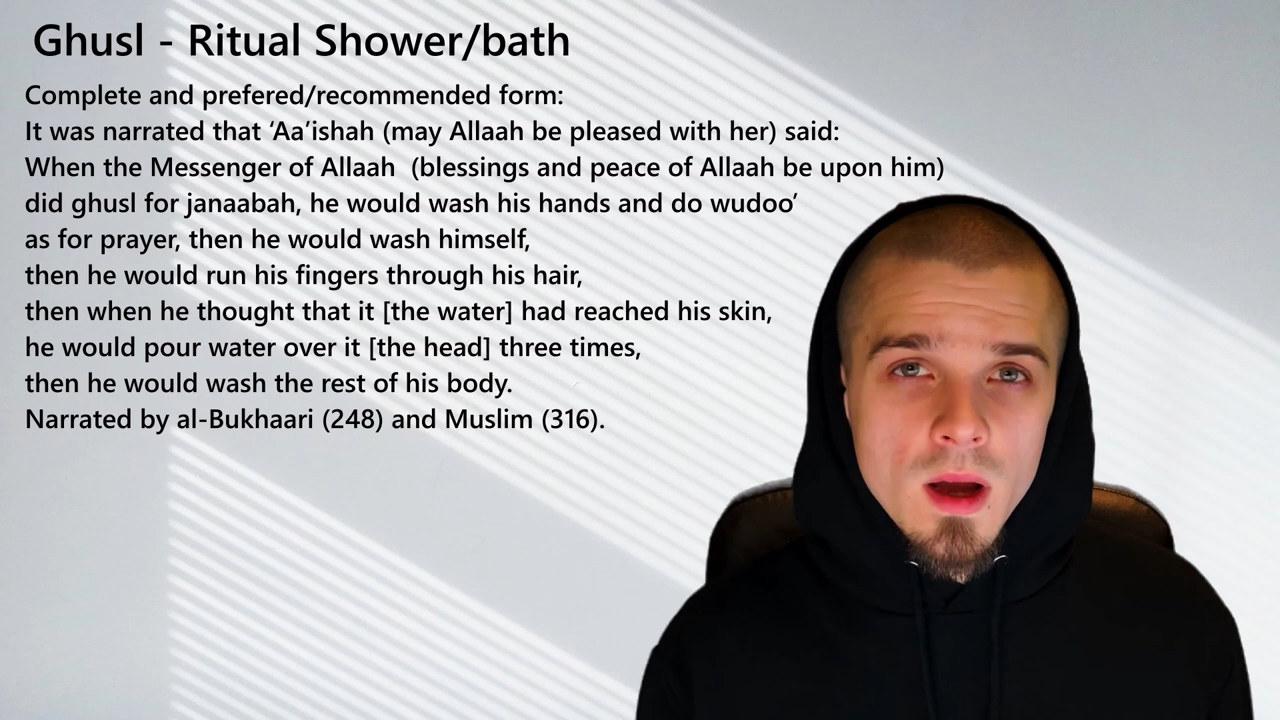 Ghusl - Ritual Shower/bath
Complete and prefered/recommended form:
It was narrated that ‘Aa’ishah (may Allaah be pleased with her) said:
When the Messenger of Allaah  (blessings and peace of Allaah be upon him)
did ghusl for janaabah, he would wash his hands and do wudoo’
as for prayer, then he would wash himself,
then he would run his fingers through his hair,
then when he thought that it [the water] had reached his skin,
he would pour water over it [the head] three times,
then he would wash the rest of his body.
Narrated by al-Bukhaari (248) and Muslim (316).